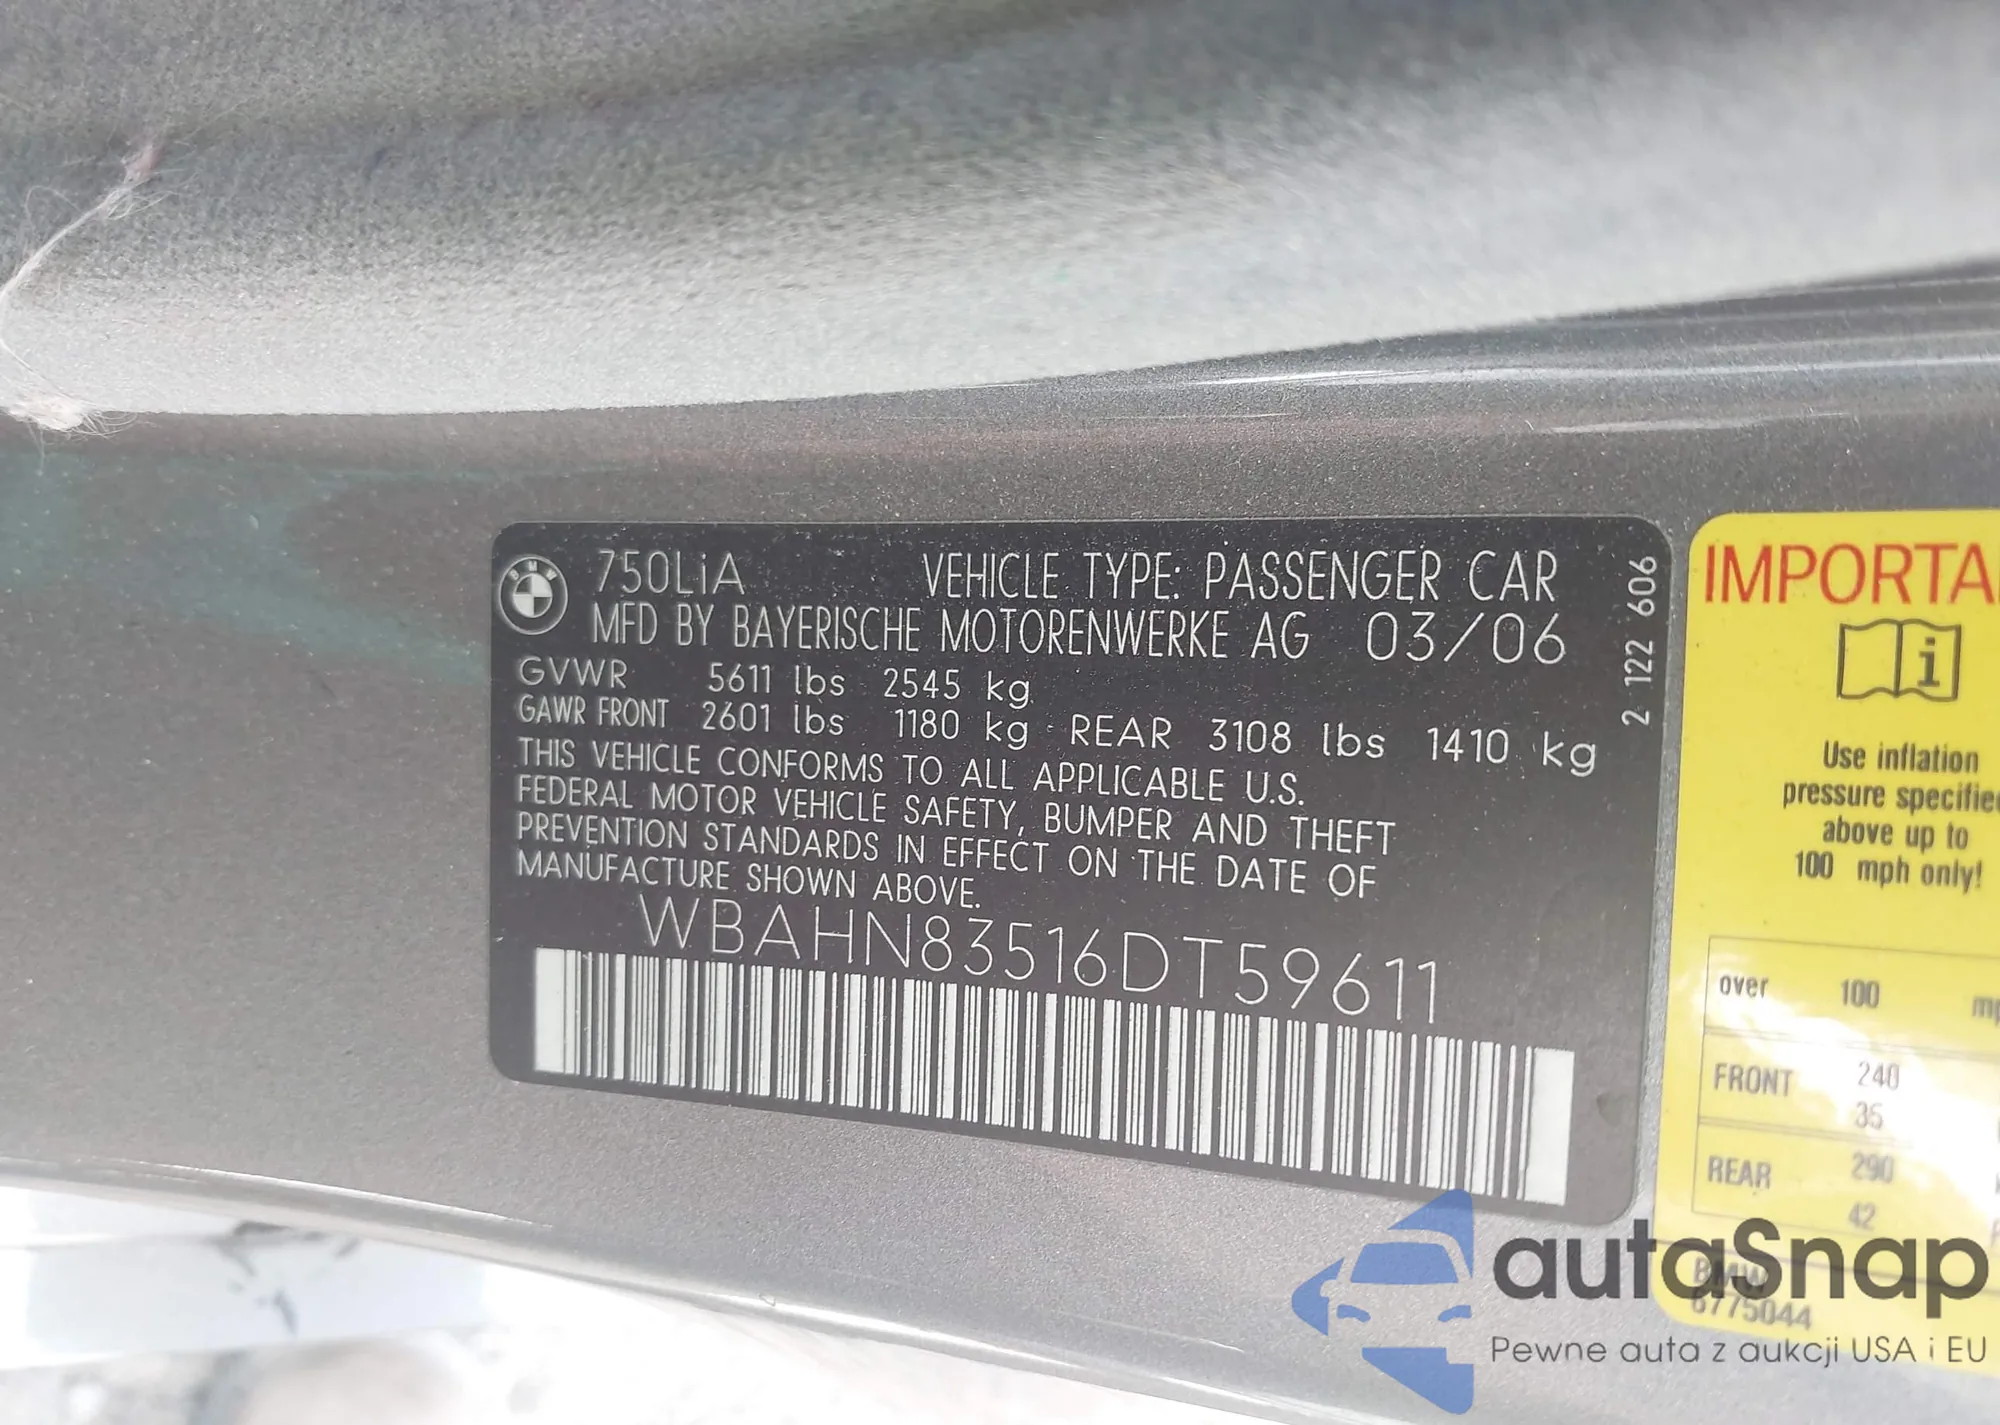 BMW
750LiA VEHICLE TYPE: PASSENGER CAR
MFD BY BAYERISCHE MOTORENWERKE AG 03/06
GVWR 5611 lbs 2545 kg
GAWR FRONT 2601 lbs 1180 kg REAR 3108 lbs 1410 kg
THIS VEHICLE CONFORMS TO ALL APPLICABLE U.S.
FEDERAL MOTOR VEHICLE SAFETY, BUMPER AND THEFT
PREVENTION STANDARDS IN EFFECT ON THE DATE OF
MANUFACTURE SHOWN ABOVE.
WBAHN83516DT59611
2 122 606
IMPORTA
i
Use inflation
pressure specified
above up to
100 mph only!
over 100 mp
FRONT 240
35
REAR 290
42
BMW
6775044
autaSnap
Pewne auta z aukcji USA i EU